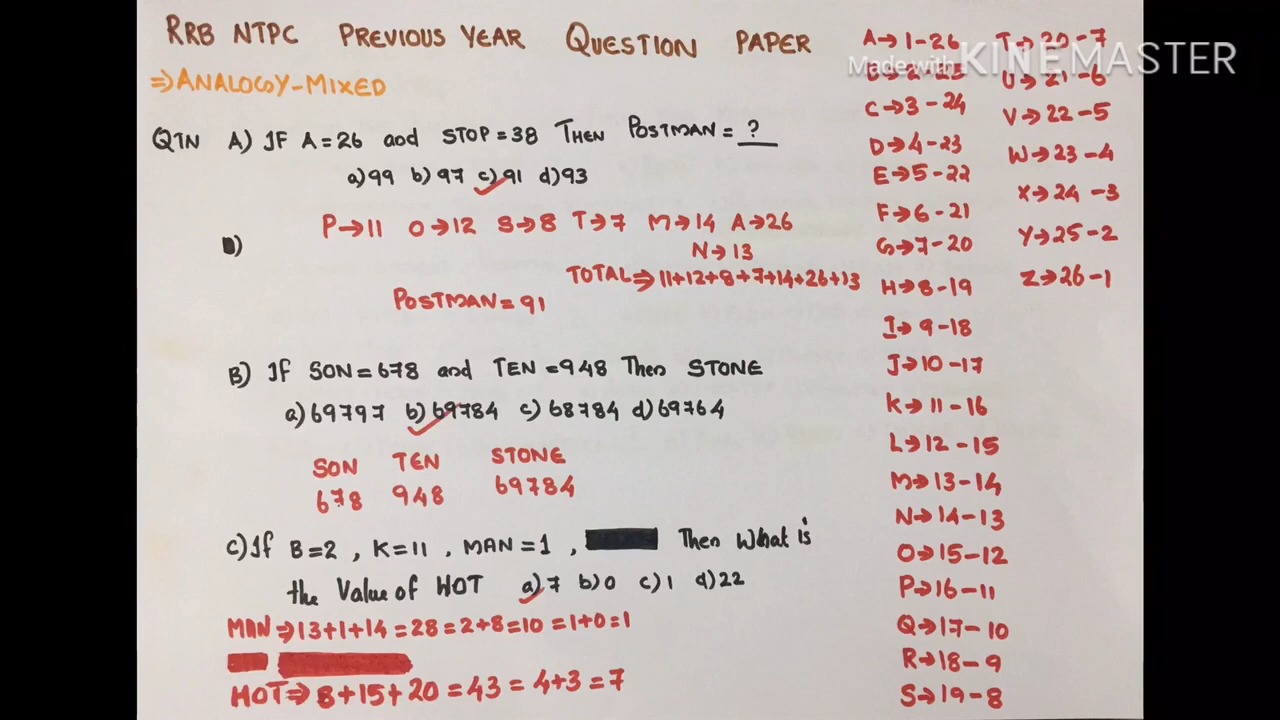 RRB NTPC PREVIOUS YEAR QUESTION PAPER
⇒ANALOGY-MIXED
QTN A) IF A=26 and STOP=38 THEN POSTMAN= ?
a)99 b)97 c)91 d)93
P→11 O→12 S→8 T→7 M→14 A→26
N→13
TOTAL⇒11+12+8+7+14+26+13
POSTMAN=91
B) If SON=678 and TEN=948 Then STONE
a)69797 b)69784 c)68784 d)69764
SON TEN STONE
678 948 69784
c)If B=2, K=11, MAN=1, Then What is
the Value of HOT a)7 b)0 c)1 d)22
MAN⇒13+1+14=28=2+8=10=1+0=1
HOT⇒8+15+20=43=4+3=7
A→1-26
B→2-25
C→3-24
D→4-23
E→5-22
F→6-21
G→7-20
H→8-19
I→9-18
J→10-17
K→11-16
L→12-15
M→13-14
N→14-13
O→15-12
P→16-11
Q→17-10
R→18-9
S→19-8
T→20-7
U→21-6
V→22-5
W→23-4
X→24-3
Y→25-2
Z→26-1
Made with KINEMASTER